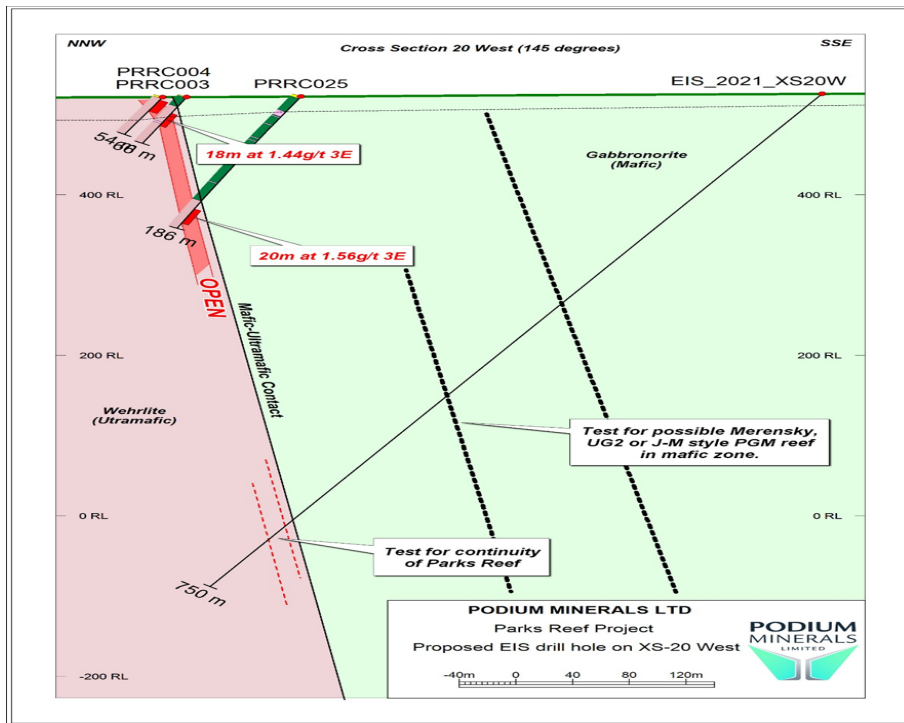 NNW
Cross Section 20 West (145 degrees)
SSE
PRRC004
PRRC003
PRRC025
EIS_2021_XS20W
18m at 1.44g/t 3E
Gabbronorite
(Mafic)
400 RL
400 RL
186 m
20m at 1.56g/t 3E
OPEN
Mafic-Ultramafic Contact
200 RL
200 RL
Wehrlite
(Utramafic)
Test for possible Merensky,
UG2 or J-M style PGM reef
in mafic zone.
0 RL
0 RL
Test for continuity
of Parks Reef
750 m
PODIUM MINERALS LTD
Parks Reef Project
Proposed EIS drill hole on XS-20 West
-40m 0 40 80 120m
PODIUM
MINERALS
LIMITED
-200 RL